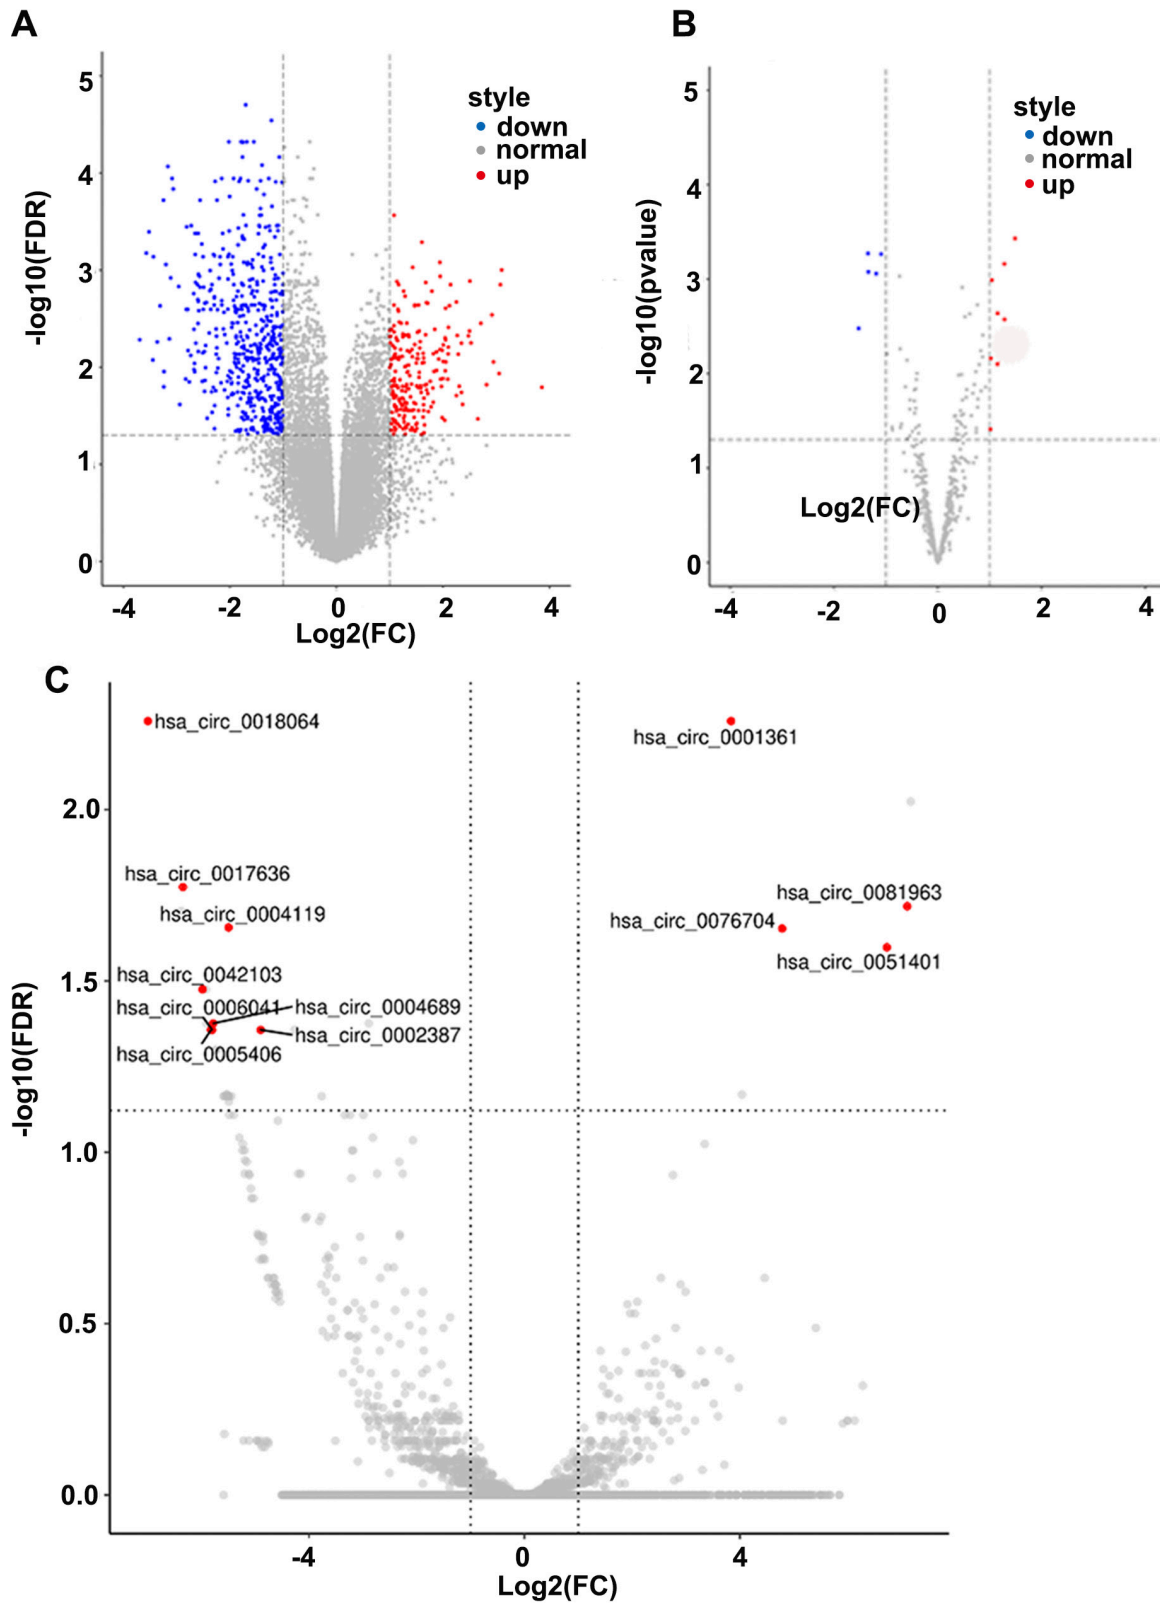 A
B
5
4
3
2
1
0
-log10(FDR)
style
down
normal
up
-4
-2
0
2
4
Log2(FC)
5
4
3
2
1
0
-log10(pvalue)
style
down
normal
up
Log2(FC)
-4
-2
0
2
4
C
hsa_circ_0018064
hsa_circ_0001361
2.0
hsa_circ_0017636
hsa_circ_0081963
hsa_circ_0004119
hsa_circ_0076704
hsa_circ_0051401
1.5
hsa_circ_0042103
hsa_circ_0006041
hsa_circ_0004689
hsa_circ_0002387
hsa_circ_0005406
-log10(FDR)
1.0
0.5
0.0
-4
0
4
Log2(FC)